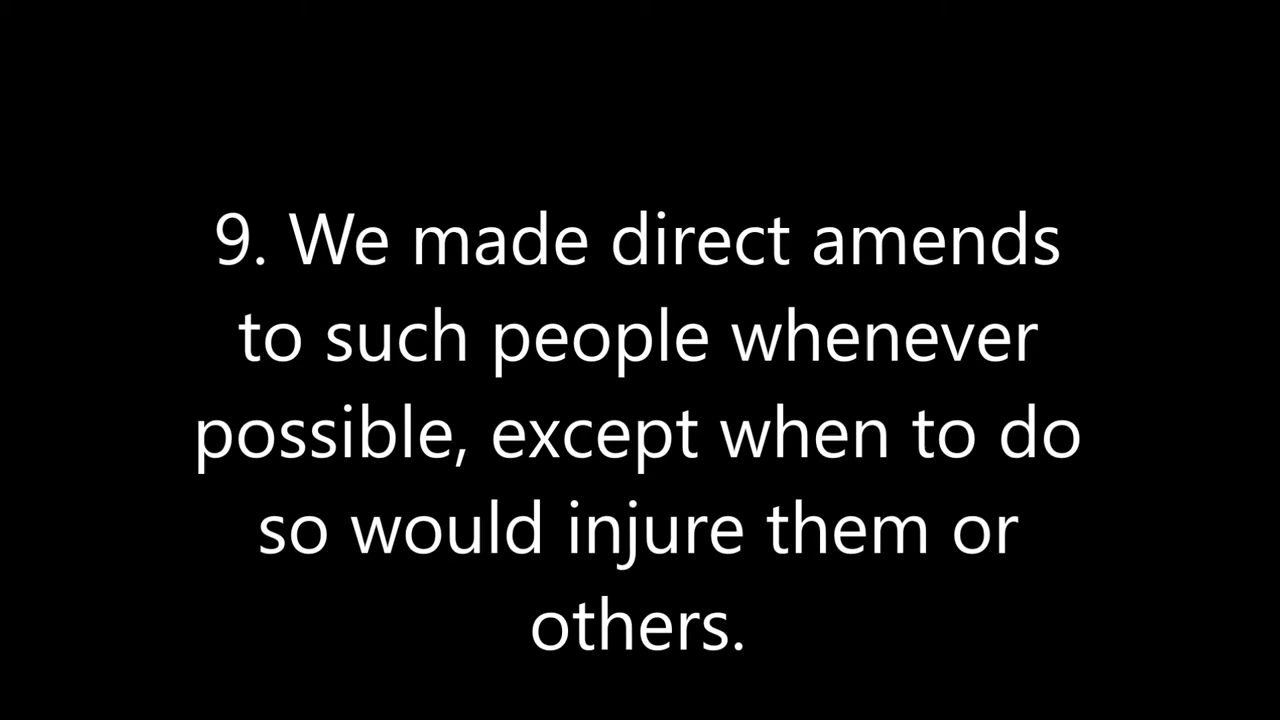 9. We made direct amends
to such people whenever
possible, except when to do
so would injure them or
others.